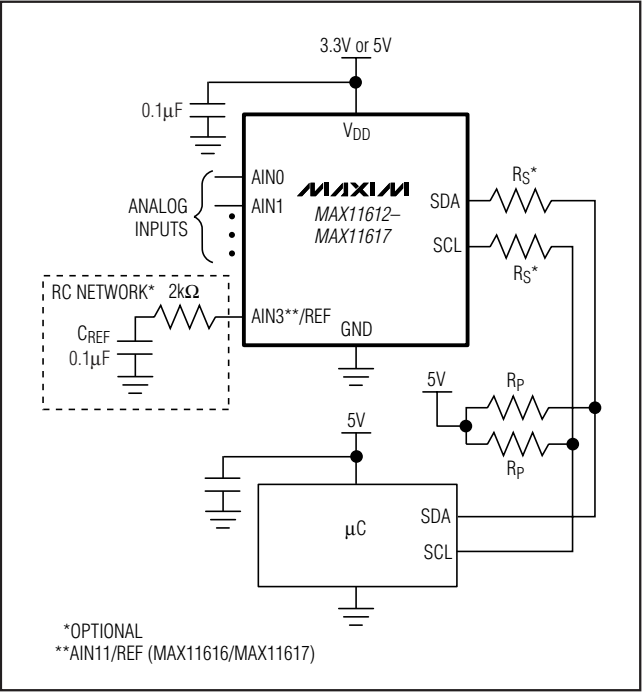 3.3V or 5V
0.1µF
VDD
AIN0
AIN1
ANALOG
INPUTS
MAXIM
MAX11612–
MAX11617
SDA
SCL
RS*
RS*
RC NETWORK*
2kΩ
CREF
0.1µF
AIN3**/REF
GND
5V
RP
RP
5V
µC
SDA
SCL
*OPTIONAL
**AIN11/REF (MAX11616/MAX11617)